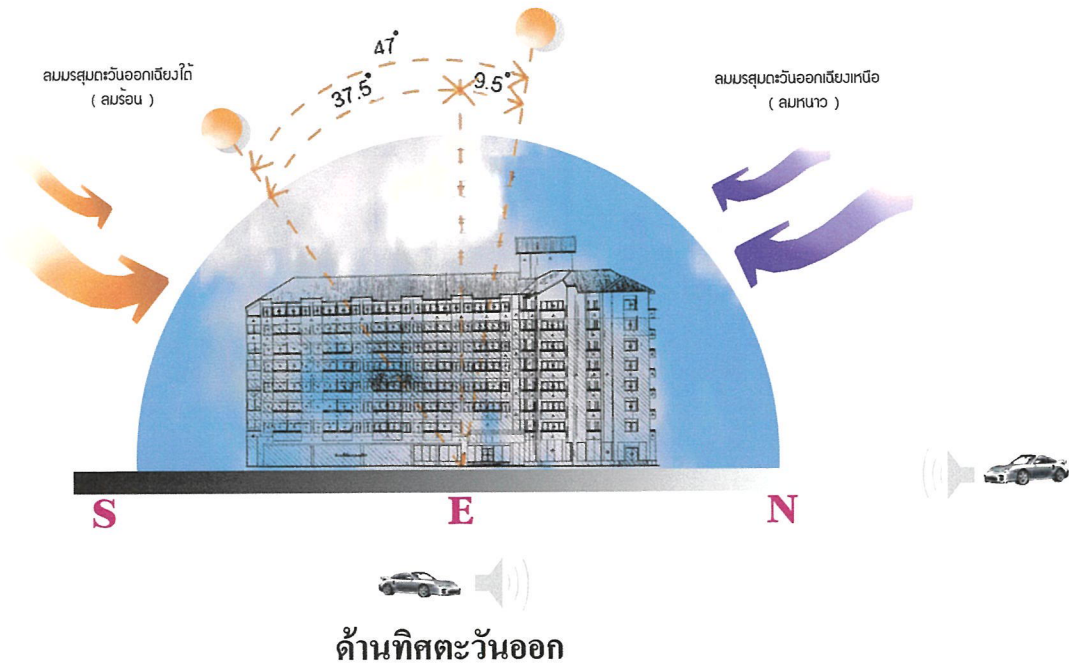 47°
37.5°
9.5°
ลมมรสุมตะวันออกเฉียงใต้
( ลมร้อน )
ลมมรสุมตะวันออกเฉียงเหนือ
( ลมหนาว )
S E N
ด้านทิศตะวันออก